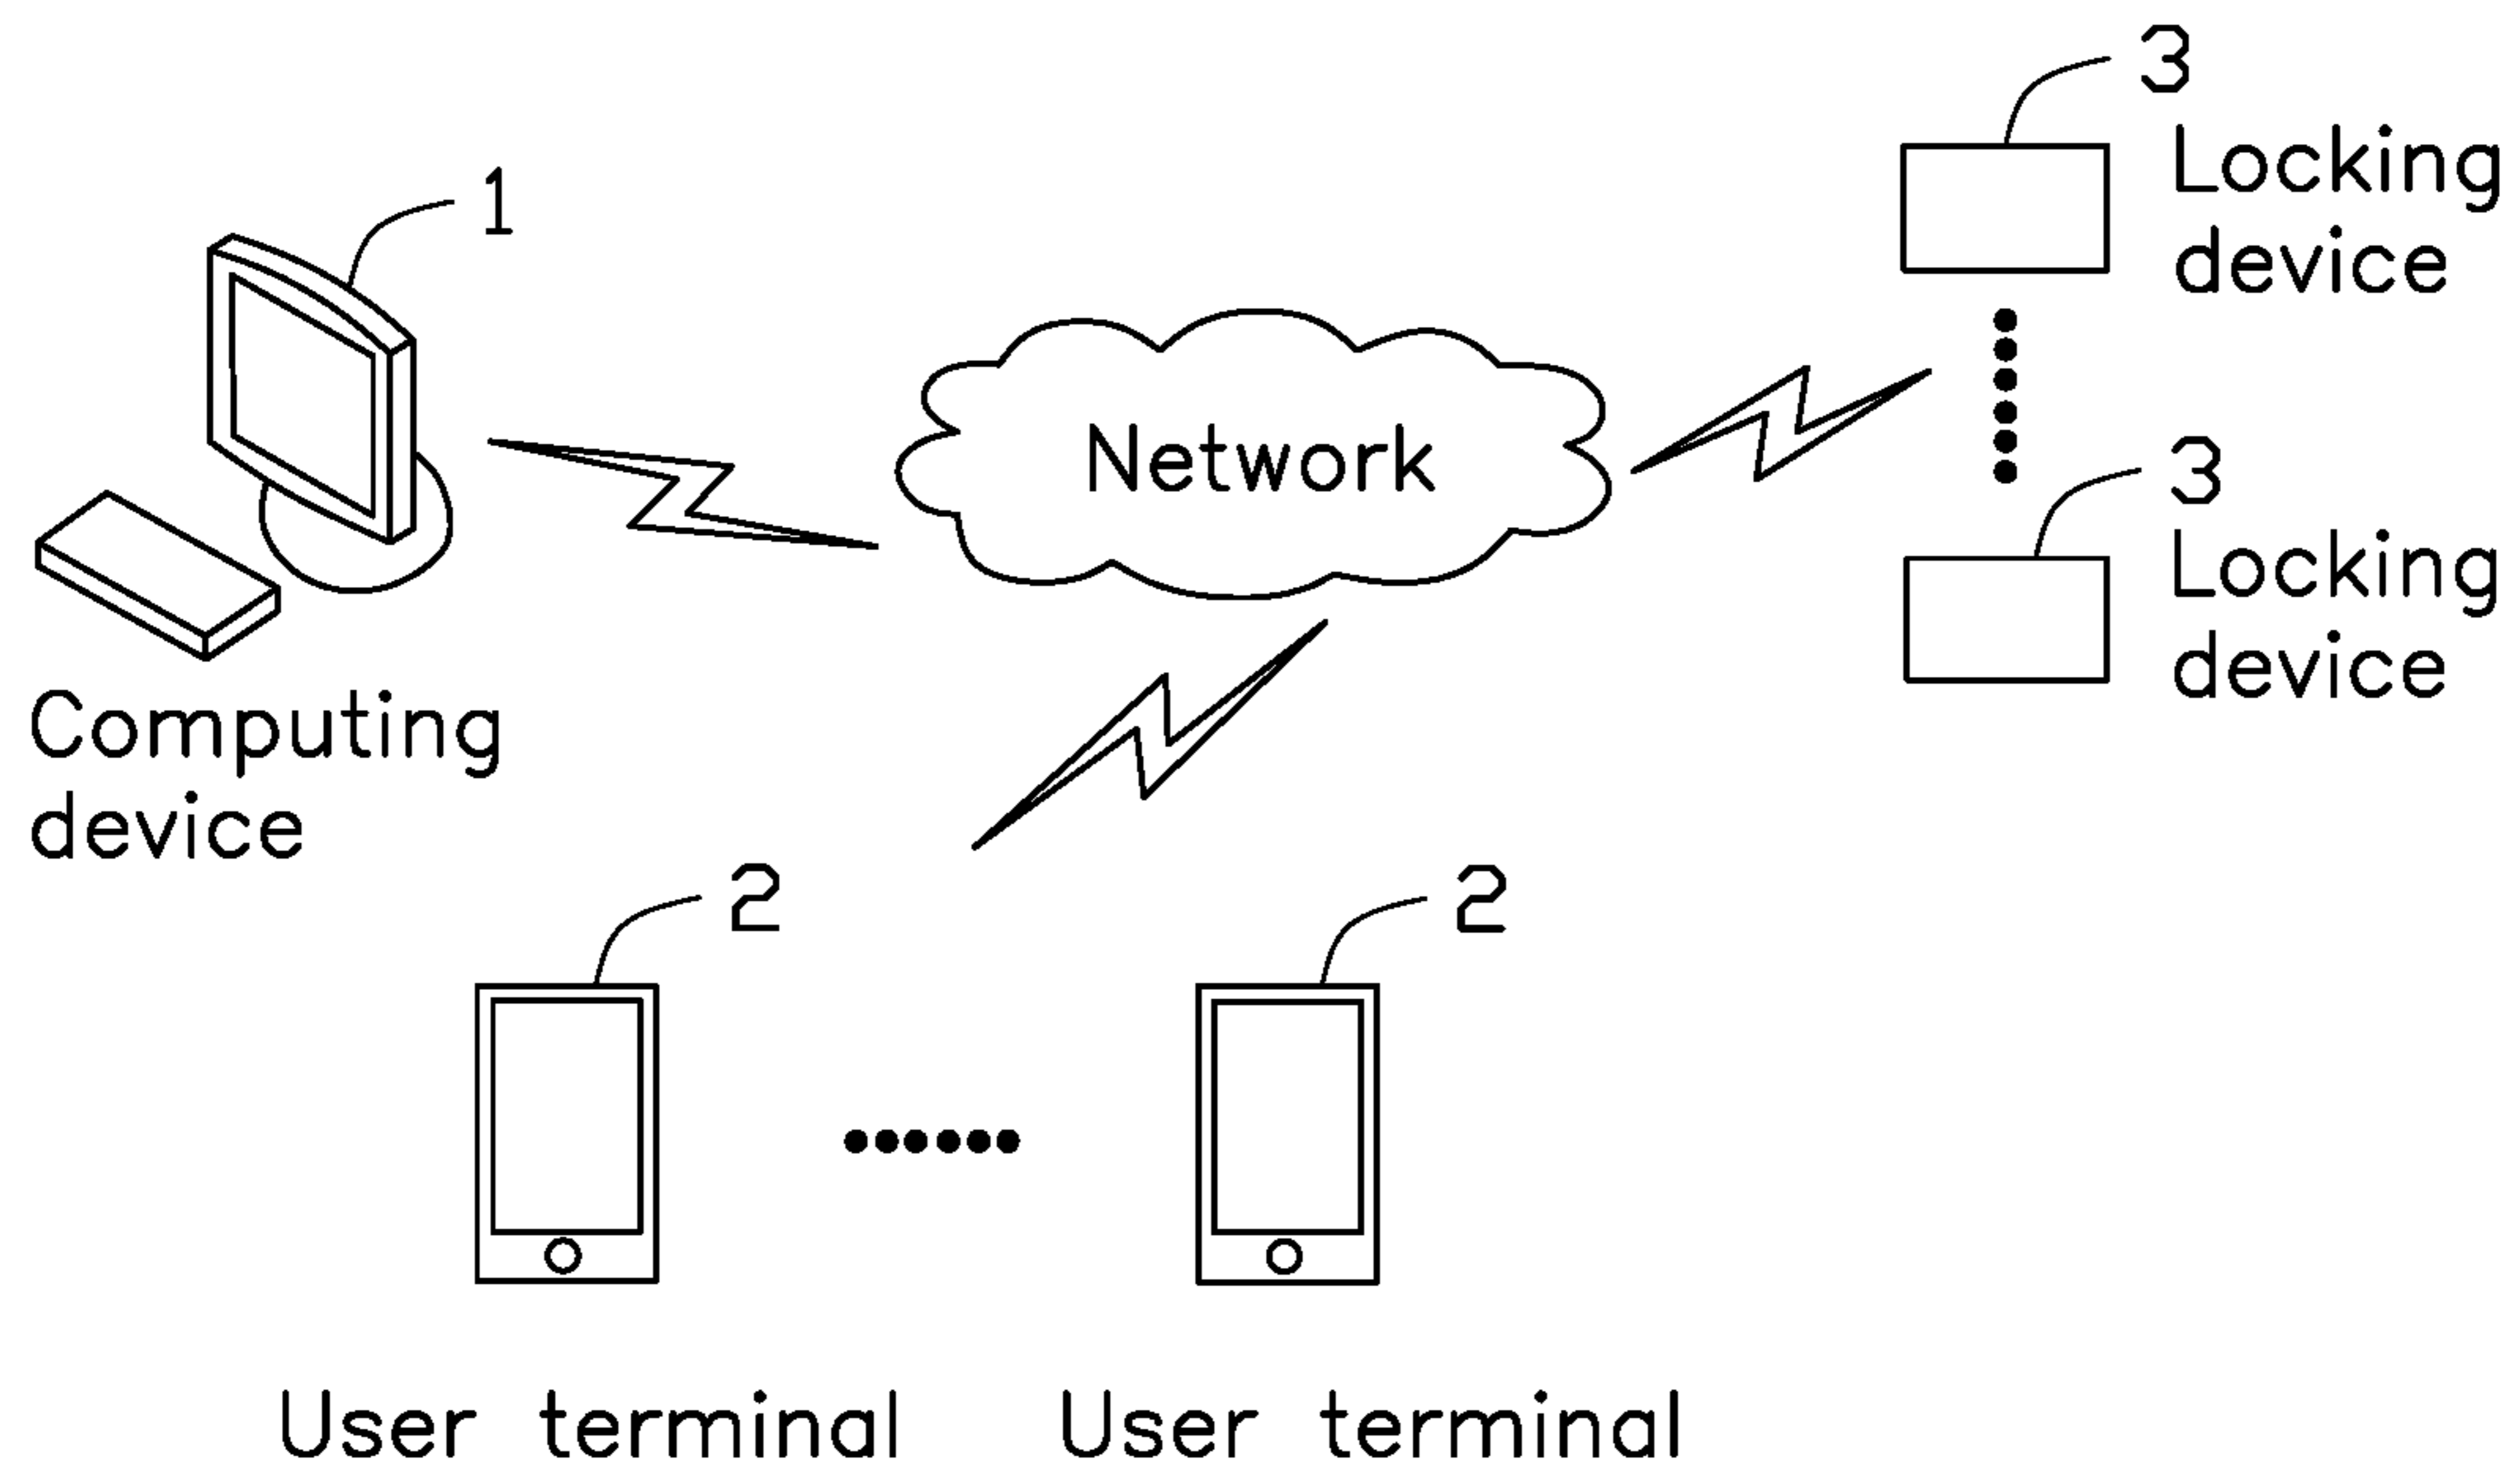 3
Locking
device
1
Network
3
Locking
device
Computing
device
2
2
User terminal
User terminal